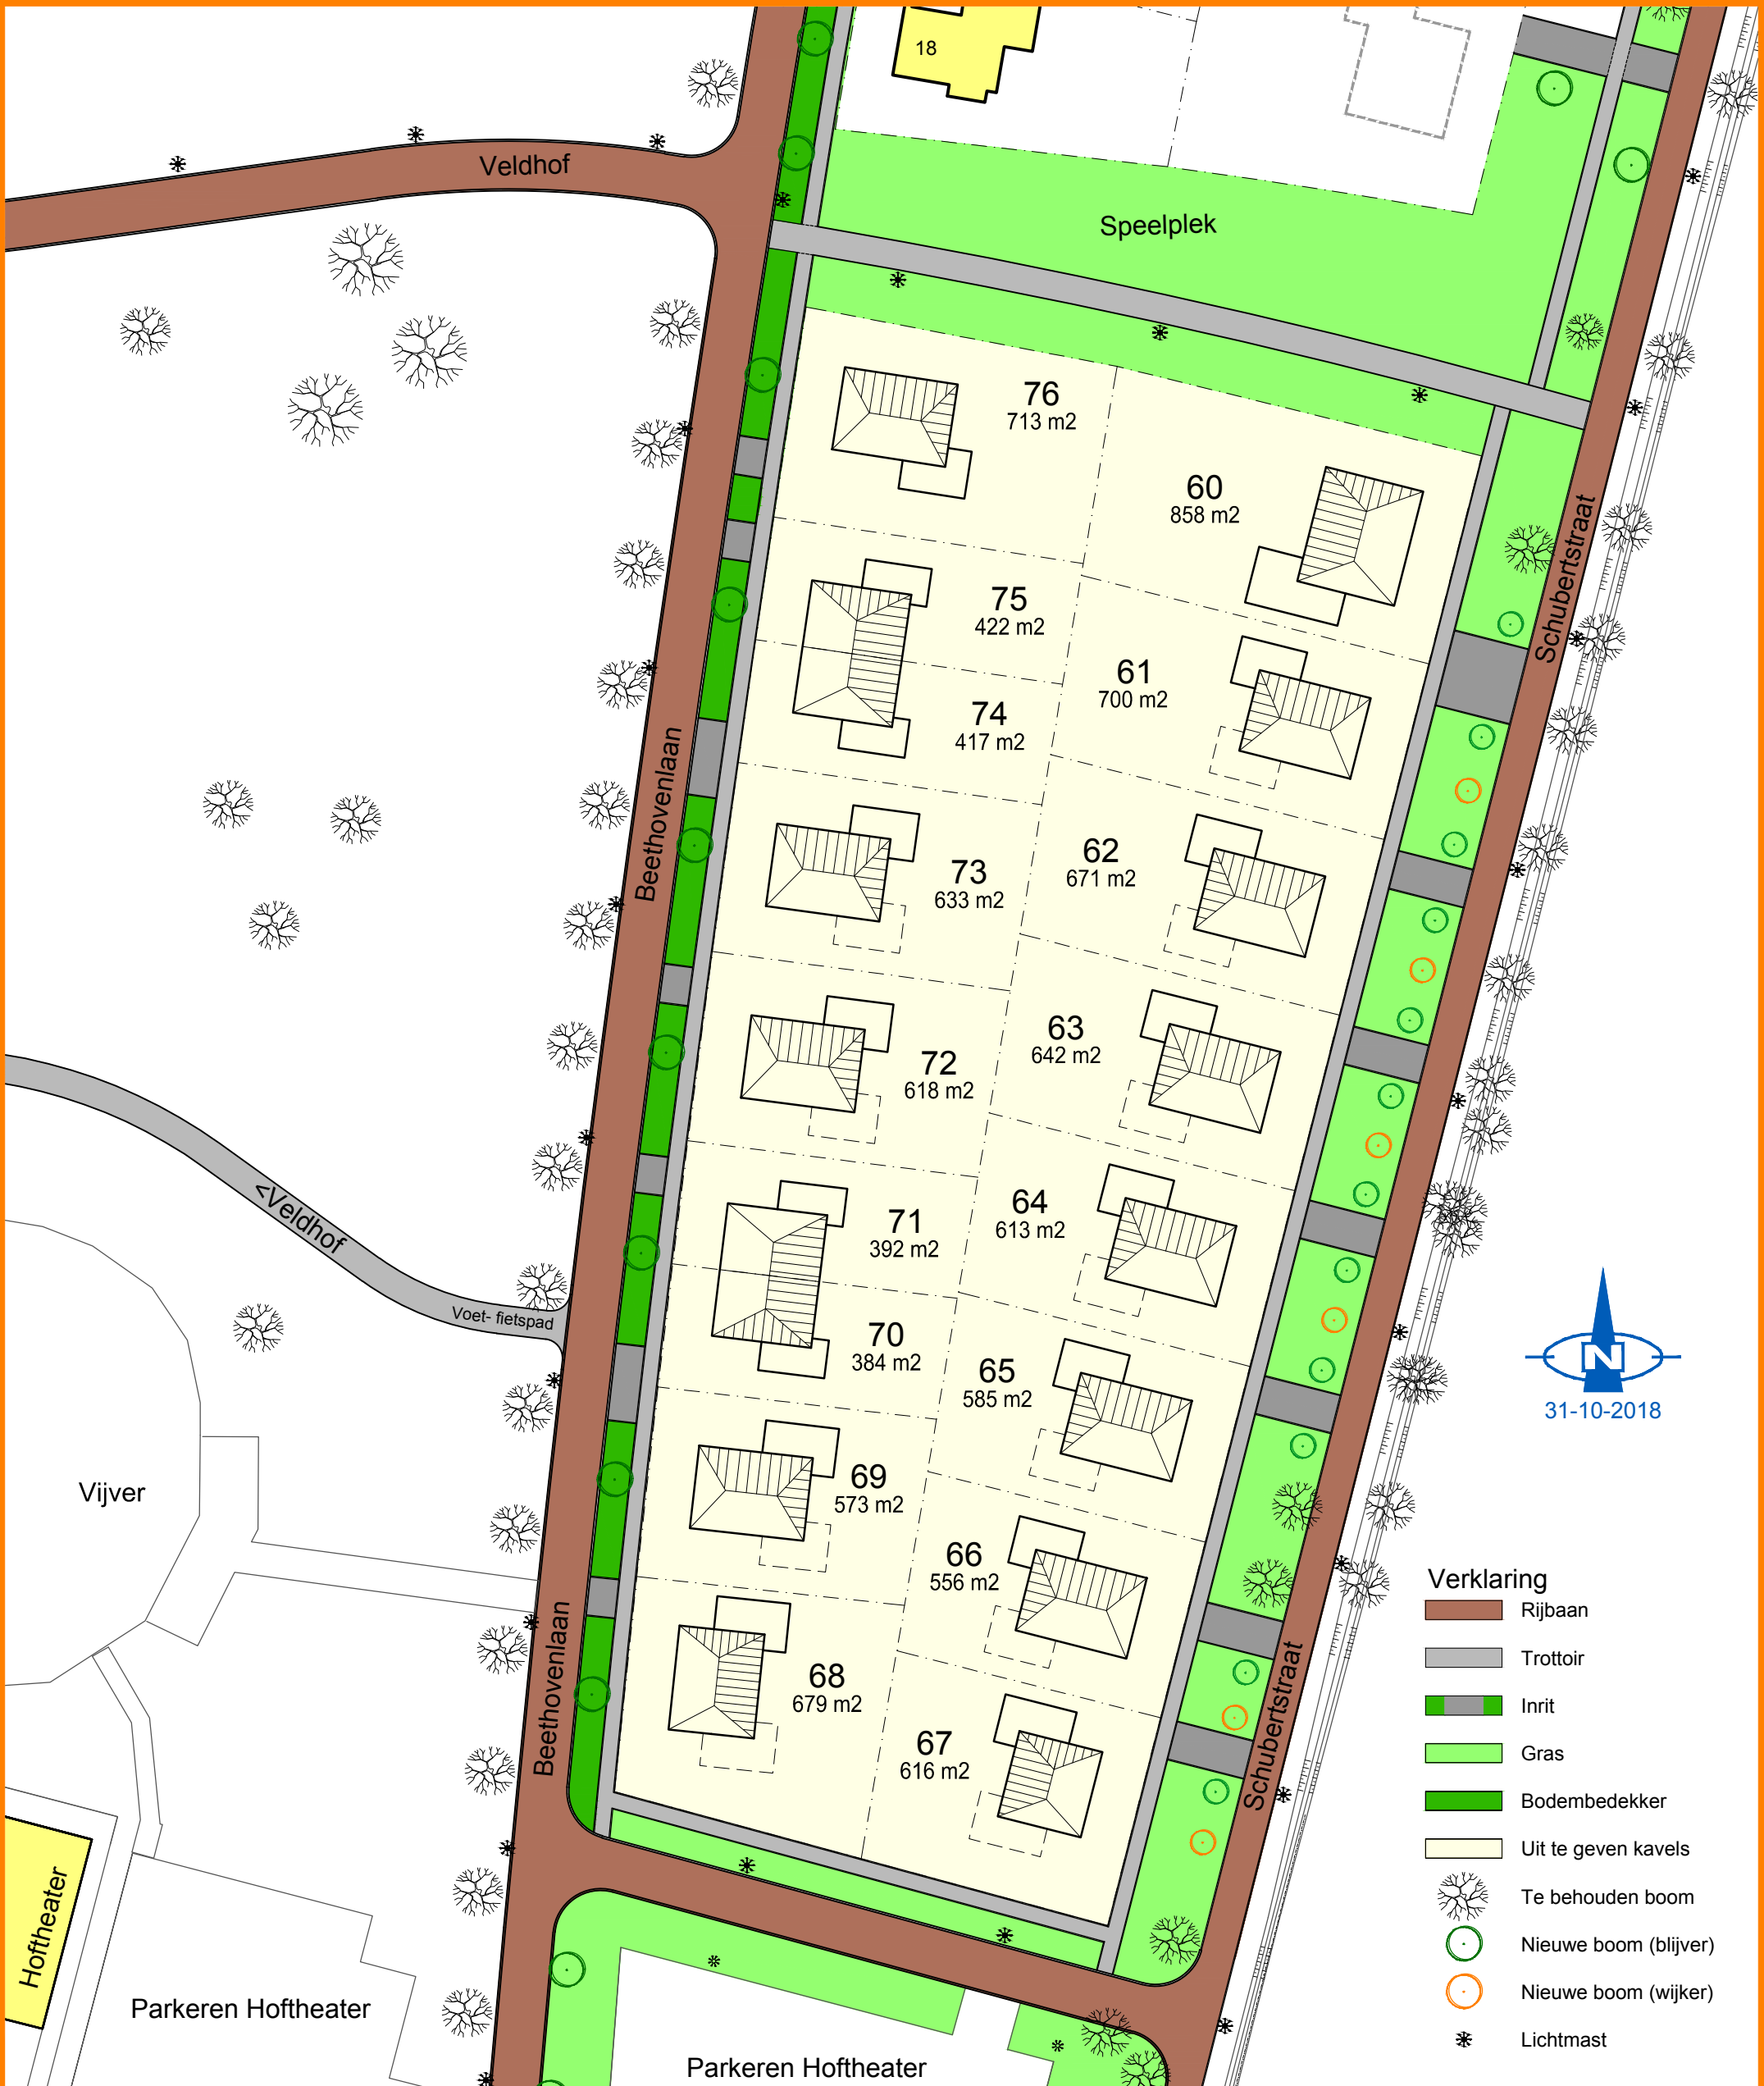 18
Veldhof
Speelplek
76
713 m2
60
858 m2
75
422 m2
61
700 m2
74
417 m2
Schubertstraat
Beethovenlaan
73
633 m2
62
671 m2
72
618 m2
63
642 m2
71
392 m2
64
613 m2
<Veldhof
Voet- fietspad
70
384 m2
65
585 m2
N
31-10-2018
69
573 m2
66
556 m2
Vijver
68
679 m2
67
616 m2
Beethovenlaan
Schubertstraat
Verklaring
Rijbaan
Trottoir
Inrit
Gras
Bodembedekker
Uit te geven kavels
Te behouden boom
Nieuwe boom (blijver)
Nieuwe boom (wijker)
Lichtmast
Hoftheater
Parkeren Hoftheater
Parkeren Hoftheater